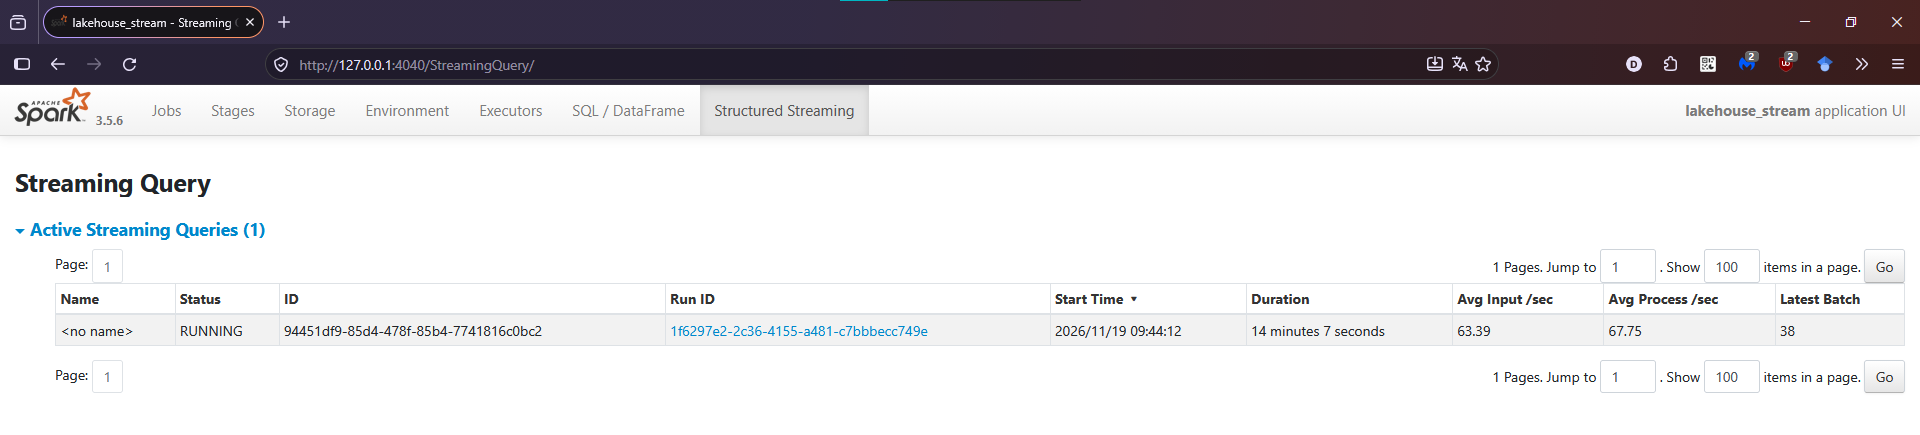 lakehouse_stream - Streaming
http://127.0.0.1:4040/StreamingQuery/
D 2 2
APACHE Spark 3.5.6 Jobs Stages Storage Environment Executors SQL / DataFrame Structured Streaming lakehouse_stream application UI
Streaming Query
Active Streaming Queries (1)
Page: 1 1 Pages. Jump to 1 . Show 100 items in a page. Go
Name Status ID Run ID Start Time Duration Avg Input /sec Avg Process /sec Latest Batch
<no name> RUNNING 94451df9-85d4-478f-85b4-7741816c0bc2 1f6297e2-2c36-4155-a481-c7bbbecc749e 2026/11/19 09:44:12 14 minutes 7 seconds 63.39 67.75 38
Page: 1 1 Pages. Jump to 1 . Show 100 items in a page. Go